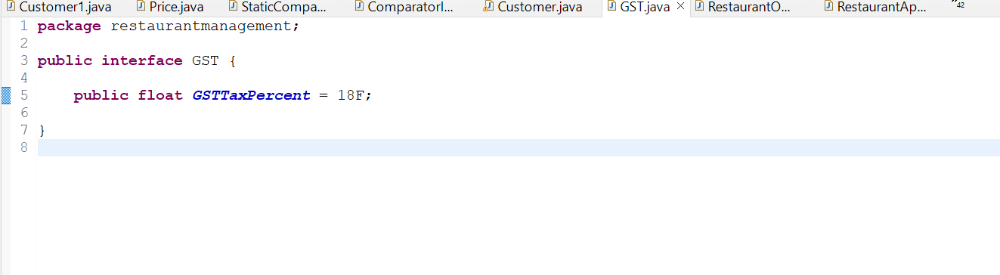 Customer1.java Price.java StaticCompa... ComparatorI... Customer.java GST.java RestaurantO... RestaurantAp... 42
1 package restaurantmanagement;
2
3 public interface GST {
4
5     public float GSTTaxPercent = 18F;
6
7 }
8